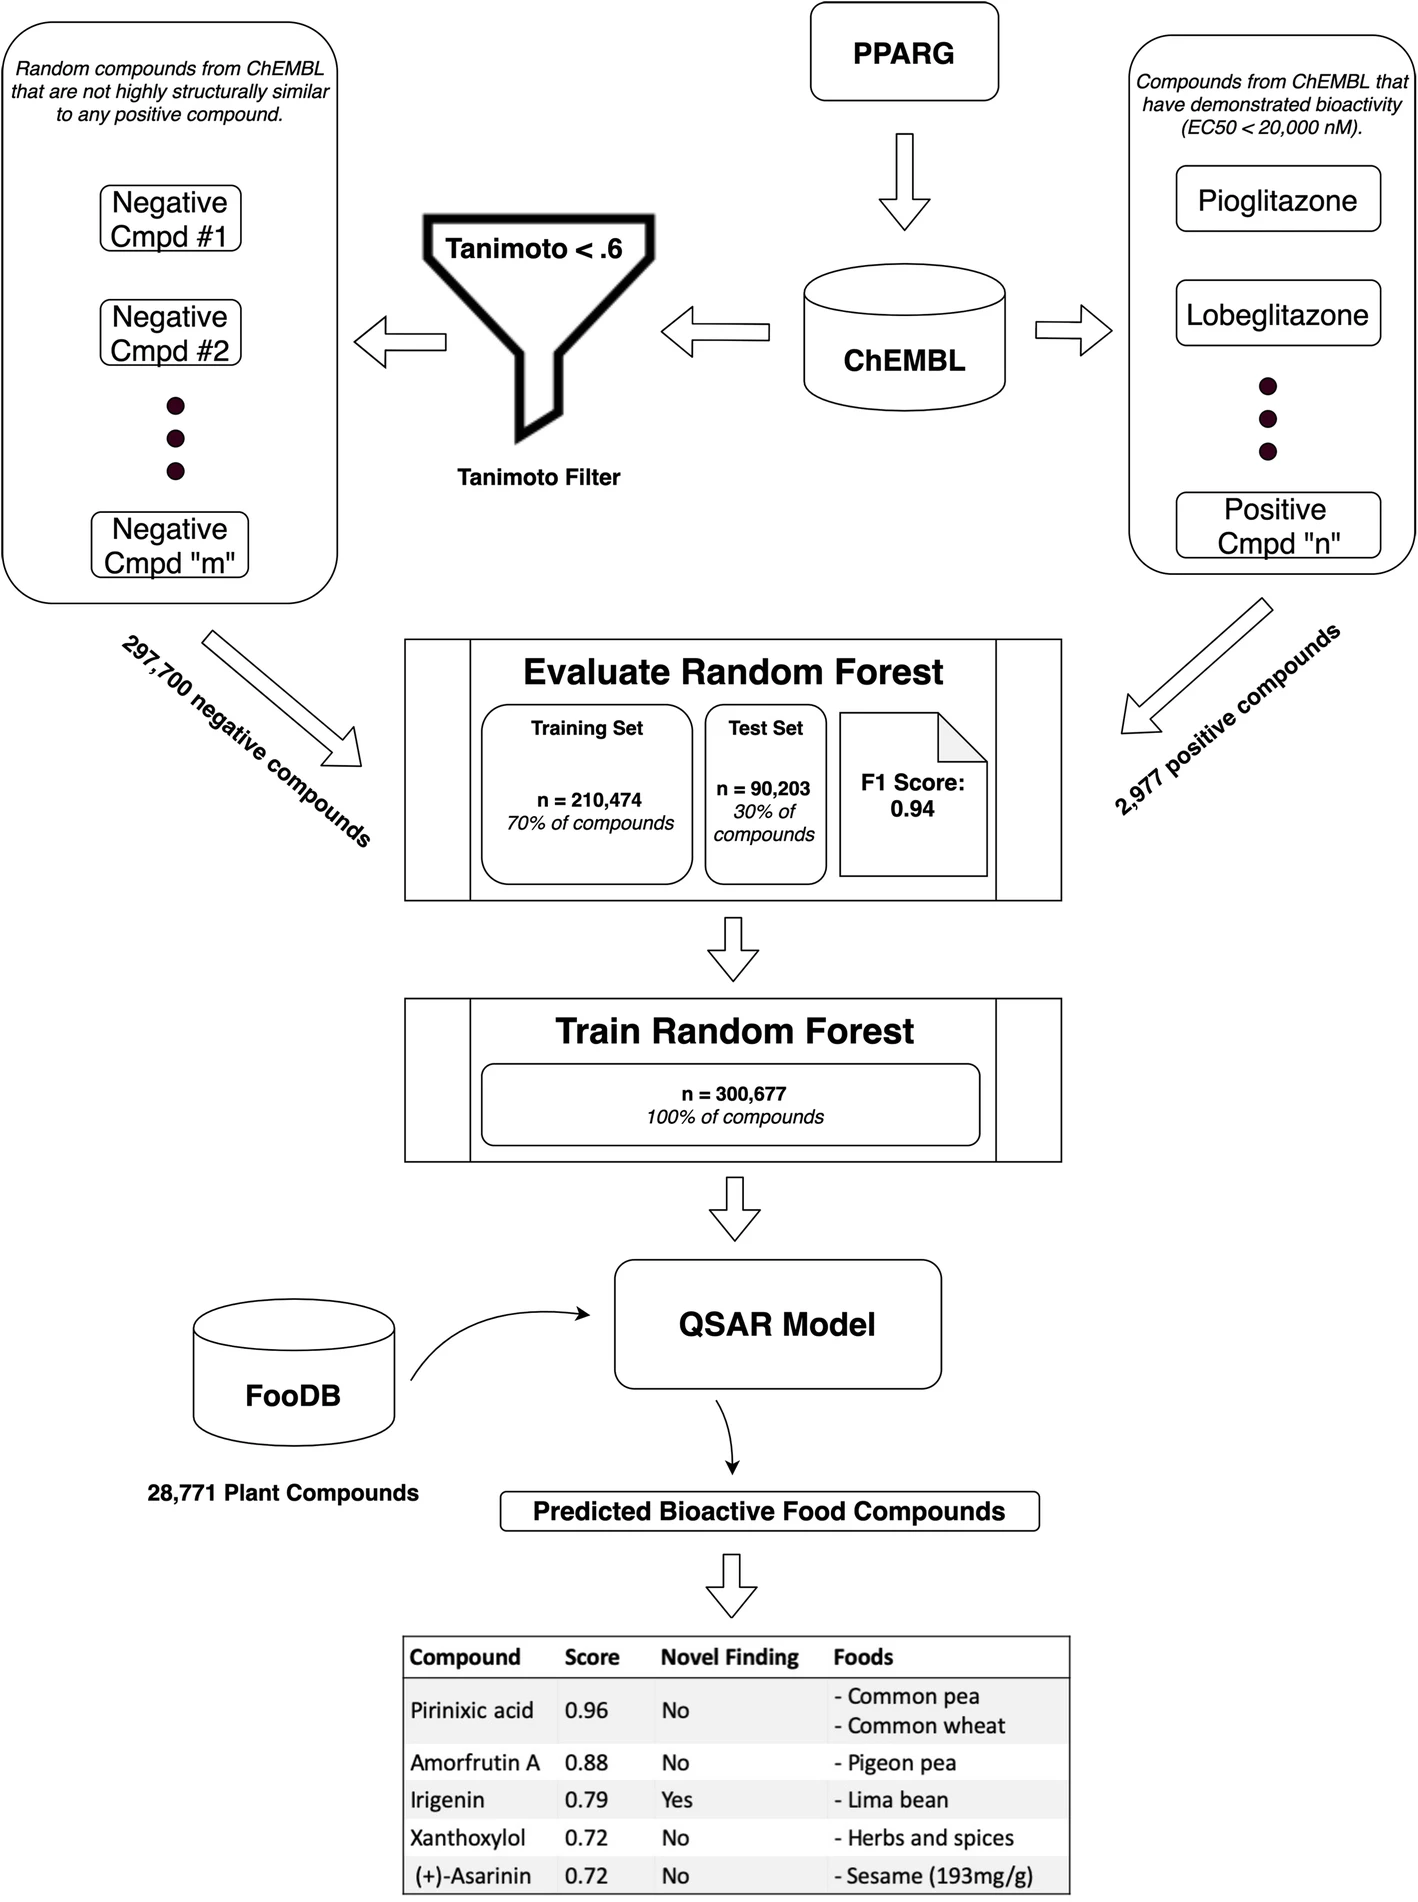 Random compounds from ChEMBL
that are not highly structurally similar
to any positive compound.
Negative
Cmpd #1
Negative
Cmpd #2
Negative
Cmpd "m"
Tanimoto < .6
Tanimoto Filter
PPARG
ChEMBL
Compounds from ChEMBL that
have demonstrated bioactivity
(EC50 < 20,000 nM).
Pioglitazone
Lobeglitazone
Positive
Cmpd "n"
297,700 negative compounds
2,977 positive compounds
Evaluate Random Forest
Training Set
n = 210,474
70% of compounds
Test Set
n = 90,203
30% of
compounds
F1 Score:
0.94
Train Random Forest
n = 300,677
100% of compounds
QSAR Model
FooDB
28,771 Plant Compounds
Predicted Bioactive Food Compounds
Compound Score Novel Finding Foods
Pirinixic acid 0.96 No - Common pea
- Common wheat
Amorfrutin A 0.88 No - Pigeon pea
Irigenin 0.79 Yes - Lima bean
Xanthoxylol 0.72 No - Herbs and spices
(+)-Asarinin 0.72 No - Sesame (193mg/g)